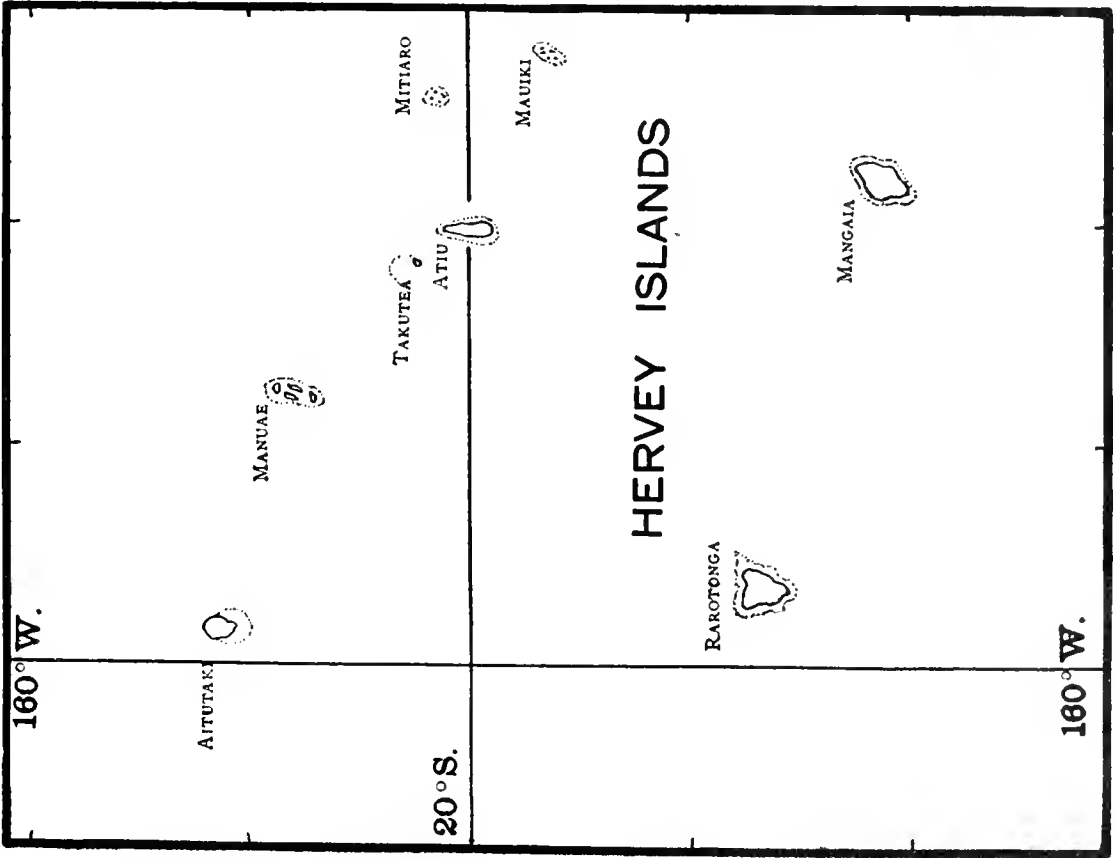 160° W.
AITUTAKI
MANUAE
TAKUTEA
ATIU
MITIARO
20° S.
MAUIKI
HERVEY ISLANDS
RAROTONGA
MANGAIA
160° W.